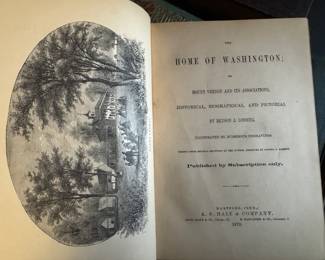 THE
HOME OF WASHINGTON;
OR
MOUNT VERNON AND ITS ASSOCIATIONS,
HISTORICAL, BIOGRAPHICAL, AND PICTORIAL
BY BENSON J. LOSSING,
ILLUSTRATED BY NUMEROUS ENGRAVINGS
Published by Subscription only.
HARTFORD, CONN.,
A. S. HALE & COMPANY,